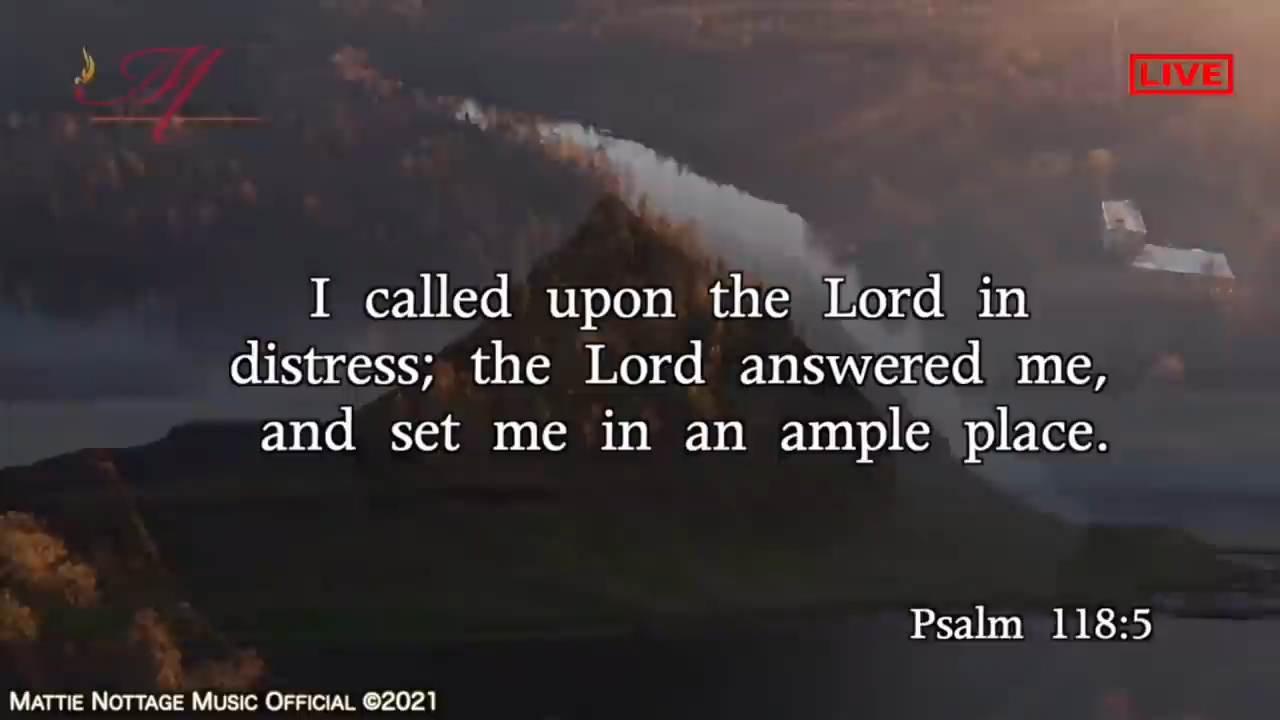 M
LIVE
I called upon the Lord in
distress; the Lord answered me,
and set me in an ample place.
Psalm 118:5
MATTIE NOTTAGE MUSIC OFFICIAL ©2021